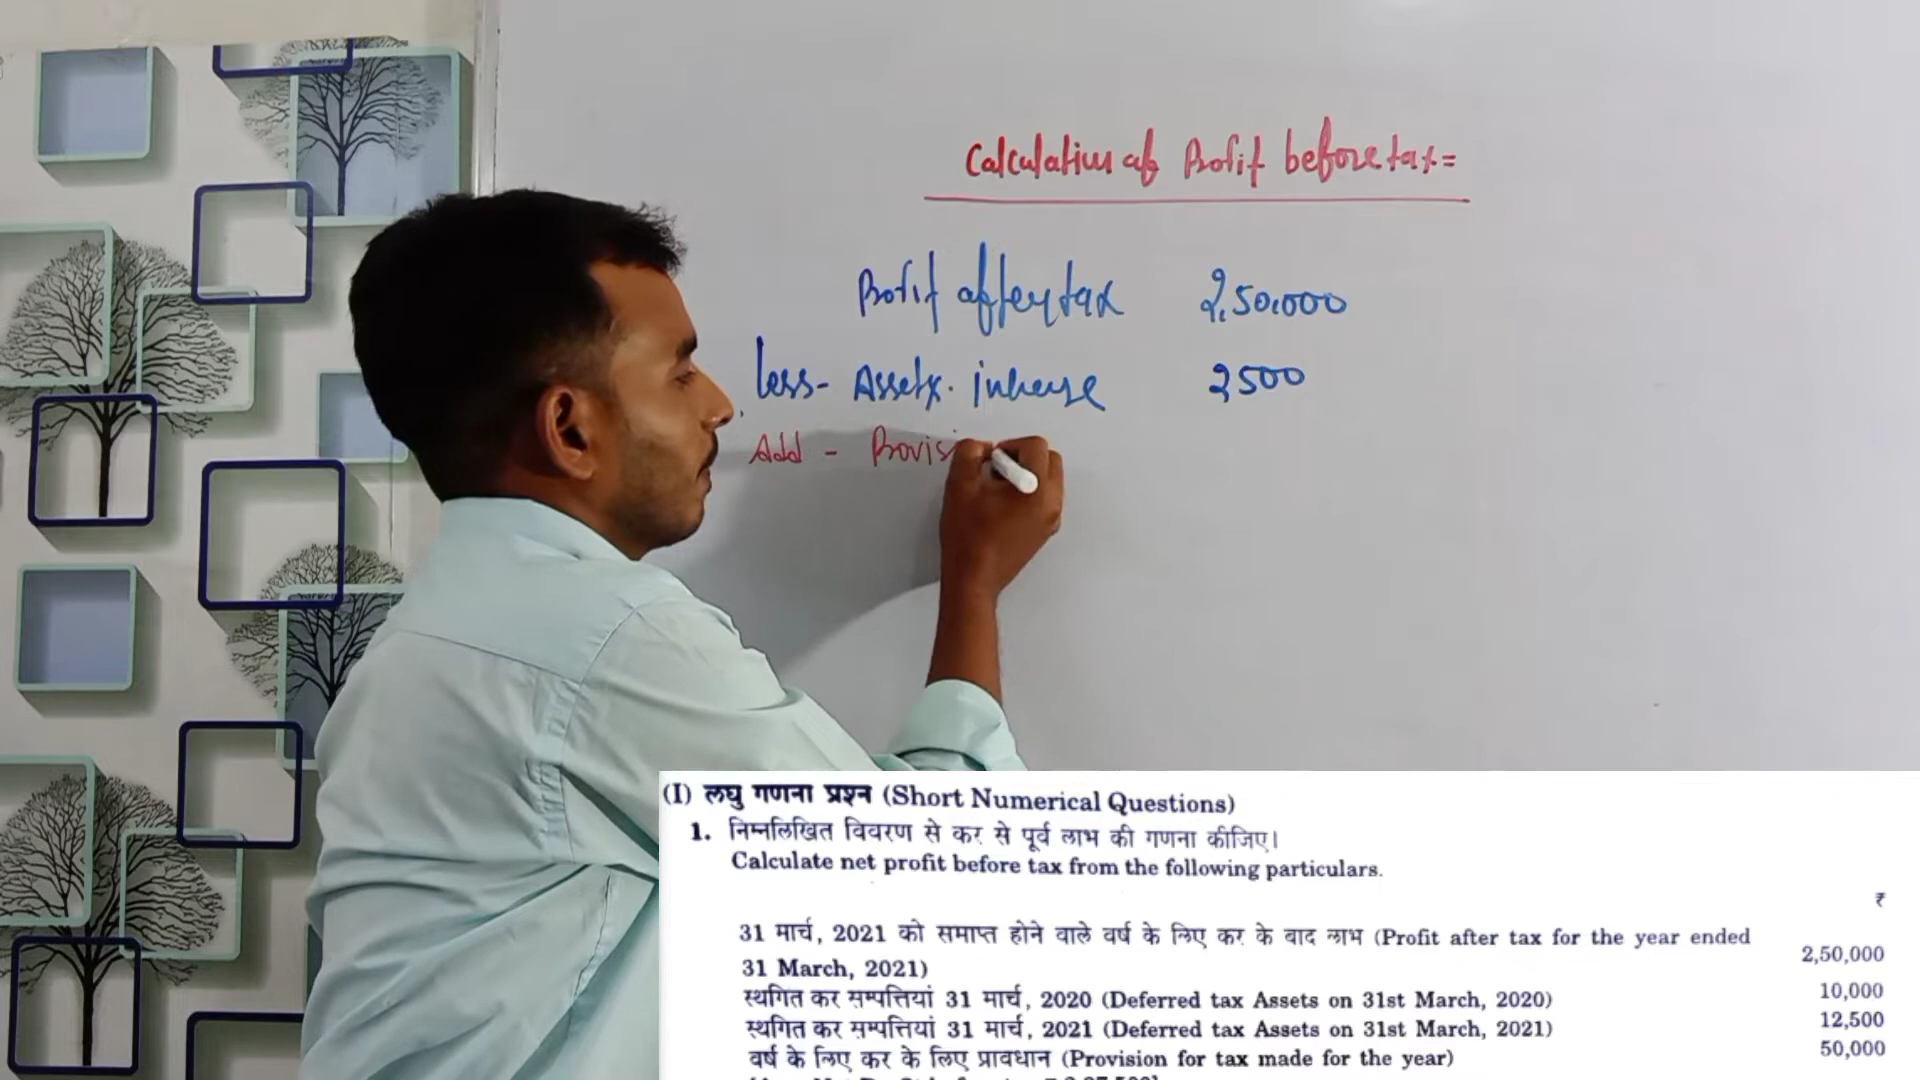 Calculation of Profit before tax =
Profit after tax 2,50,000
Less - Assets. increase 2500
Add - Provisi
(I) लघु गणना प्रश्न (Short Numerical Questions)
1. निम्नलिखित विवरण से कर से पूर्व लाभ की गणना कीजिए।
Calculate net profit before tax from the following particulars.
₹
31 मार्च, 2021 को समाप्त होने वाले वर्ष के लिए कर के बाद लाभ (Profit after tax for the year ended
31 March, 2021) 2,50,000
स्थगित कर सम्पत्तियां 31 मार्च, 2020 (Deferred tax Assets on 31st March, 2020) 10,000
स्थगित कर सम्पत्तियां 31 मार्च, 2021 (Deferred tax Assets on 31st March, 2021) 12,500
वर्ष के लिए कर के लिए प्रावधान (Provision for tax made for the year) 50,000